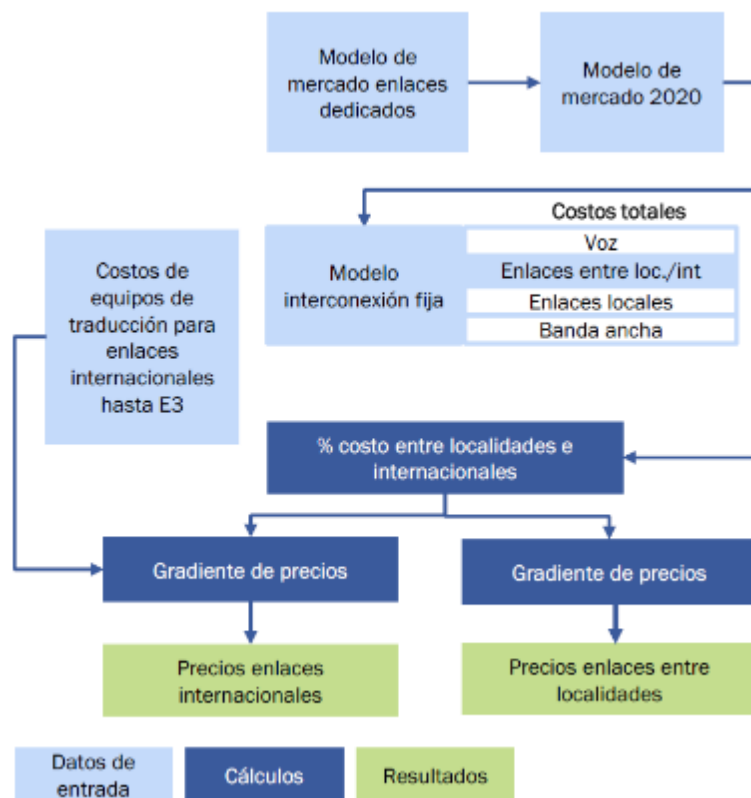 Modelo de
mercado enlaces
dedicados
Modelo de
mercado 2020
Costos totales
Voz
Enlaces entre loc./int
Enlaces locales
Banda ancha
Modelo
interconexión fija
Costos de
equipos de
traducción para
enlaces
internacionales
hasta E3
% costo entre localidades e
internacionales
Gradiente de precios
Gradiente de precios
Precios enlaces
internacionales
Precios enlaces entre
localidades
Datos de
entrada
Cálculos
Resultados